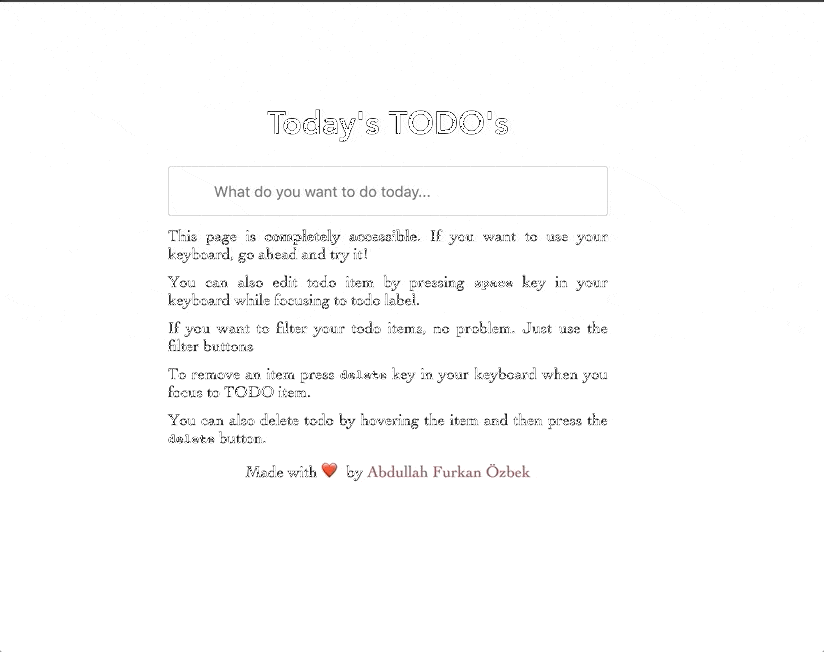 Today's TODO's
What do you want to do today...
This page is completely accessible. If you want to use your
keyboard, go ahead and try it!
You can also edit todo item by pressing space key in your
keyboard while focusing to todo label.
If you want to filter your todo items, no problem. Just use the
filter buttons
To remove an item press delete key in your keyboard when you
focus to TODO item.
You can also delete todo by hovering the item and then press the
delete button.
Made with ❤️ by Abdullah Furkan Özbek